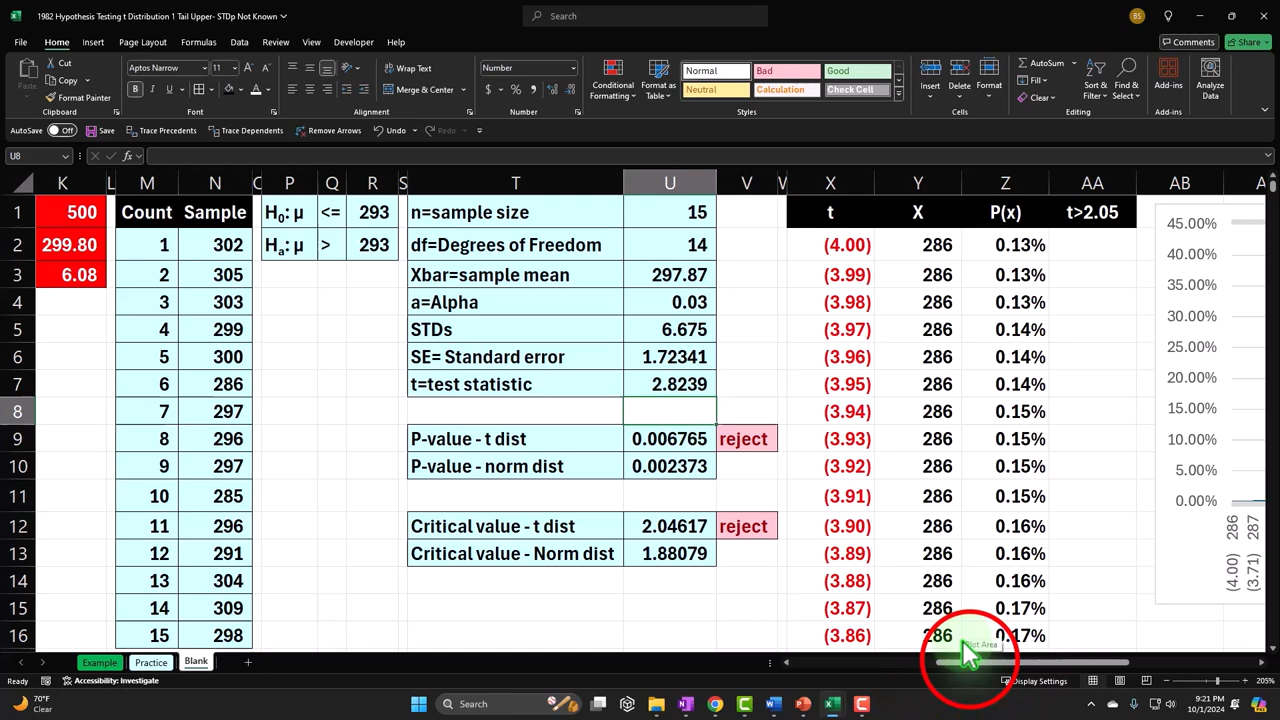 1982 Hypothesis Testing t Distribution 1 Tail Upper- STDp Not Known
Search
BS
File Home Insert Page Layout Formulas Data Review View Developer Help
Comments Share
Paste
Cut
Copy
Format Painter
Clipboard
Aptos Narrow 11
B I U
Font
Wrap Text
Merge & Center
Alignment
Number
$ % ,
Number
Conditional Formatting
Format as Table
Normal Bad Good
Neutral Calculation Check Cell
Styles
Insert Delete Format
Cells
AutoSum
Fill
Clear
Sort & Filter
Find & Select
Editing
Add-ins
Add-ins
Analyze Data
AutoSave Off Save Trace Precedents Trace Dependents Remove Arrows Undo Redo
U8 fx
K L M N P Q R S T U V W X Y Z AA AB
1 500 Count Sample H0: μ <= 293 n=sample size 15 t X P(x) t>2.05
2 299.80 1 302 Ha: μ > 293 df=Degrees of Freedom 14 (4.00) 286 0.13%
3 6.08 2 305 Xbar=sample mean 297.87 (3.99) 286 0.13%
4 3 303 a=Alpha 0.03 (3.98) 286 0.13%
5 4 299 STDs 6.675 (3.97) 286 0.14%
6 5 300 SE= Standard error 1.72341 (3.96) 286 0.14%
7 6 286 t=test statistic 2.8239 (3.95) 286 0.14%
8 7 297 (3.94) 286 0.15%
9 8 296 P-value - t dist 0.006765 reject (3.93) 286 0.15%
10 9 297 P-value - norm dist 0.002373 (3.92) 286 0.15%
11 10 285 (3.91) 286 0.15%
12 11 296 Critical value - t dist 2.04617 reject (3.90) 286 0.16%
13 12 291 Critical value - Norm dist 1.88079 (3.89) 286 0.16%
14 13 304 (3.88) 286 0.16%
15 14 309 (3.87) 286 0.17%
16 15 298 (3.86) 286 0.17%
45.00%
40.00%
35.00%
30.00%
25.00%
20.00%
15.00%
10.00%
5.00%
0.00%
(4.00) 286
(3.71) 287
Plot Area
Example Practice Blank
Ready Accessibility: Investigate Display Settings 205%
70°F
Clear
Search
9:21 PM
10/1/2024